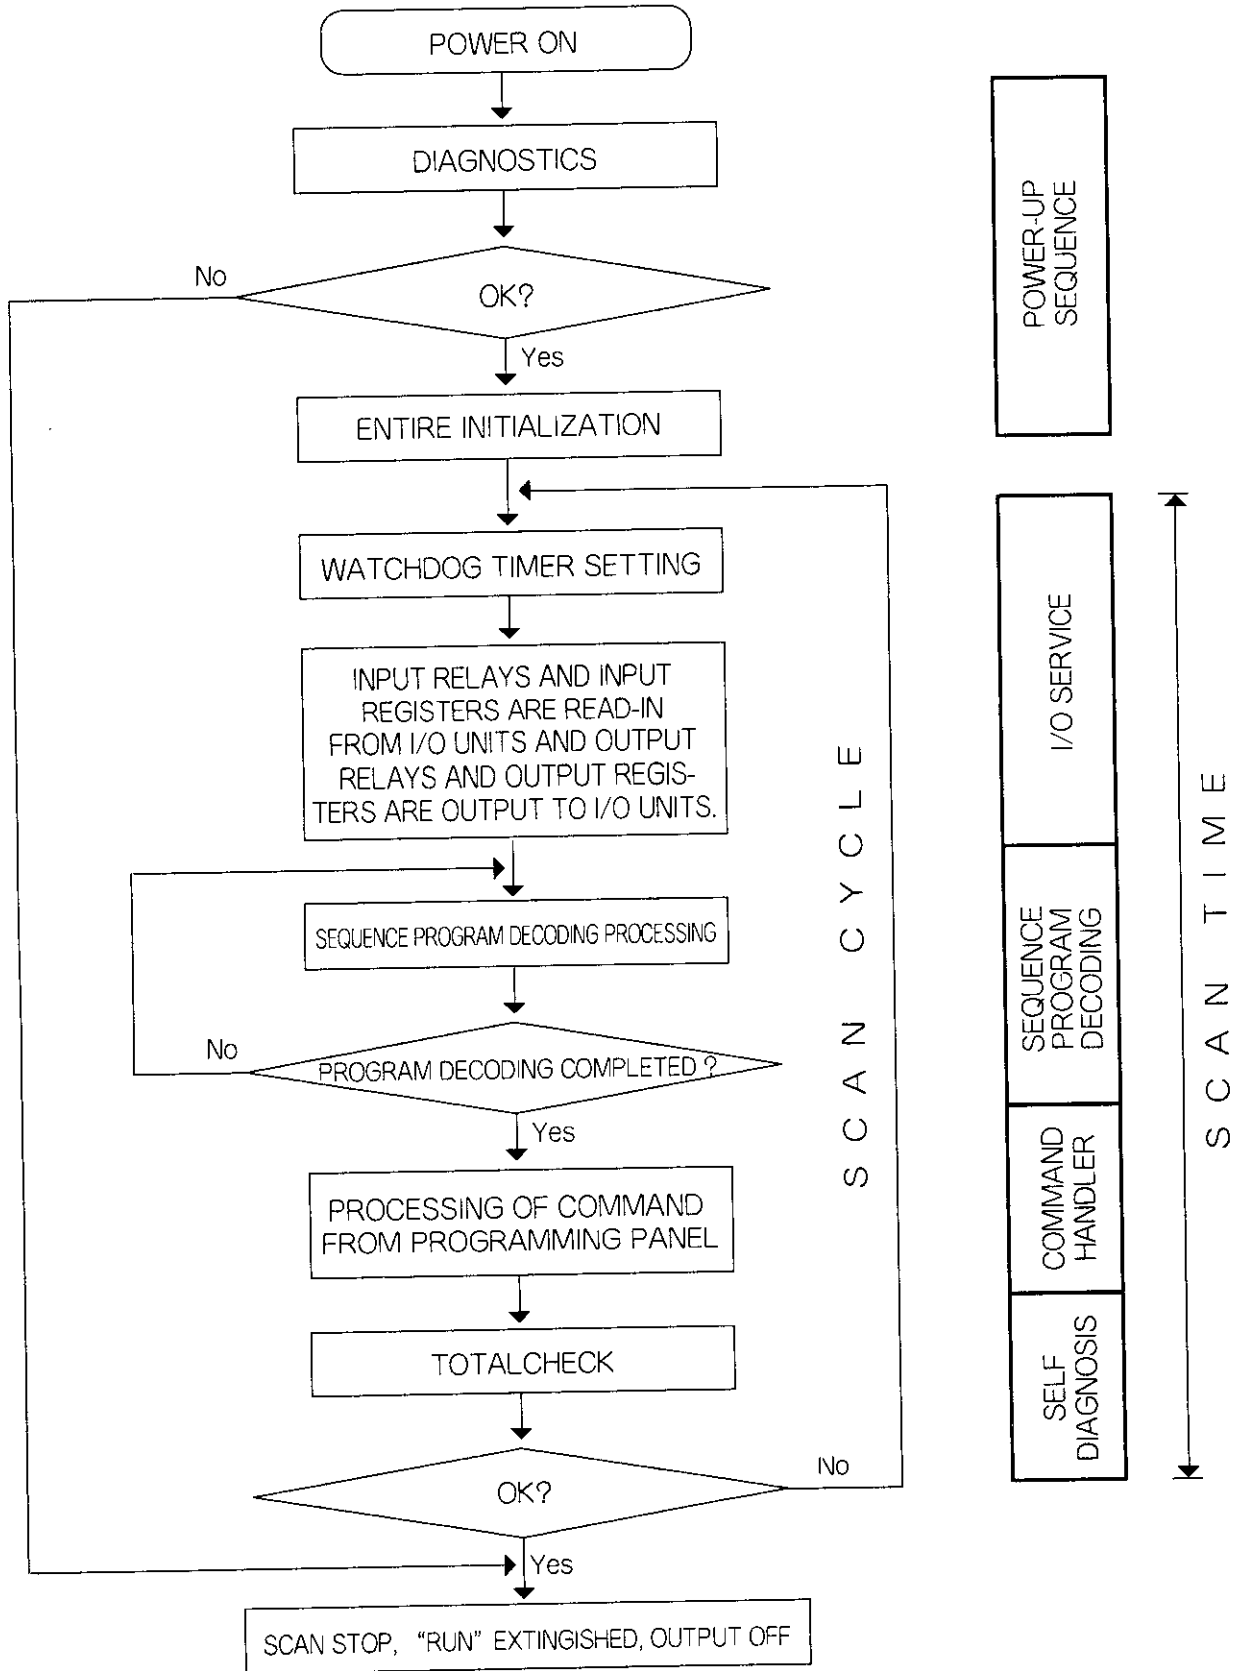 POWER ON
DIAGNOSTICS
No
OK?
Yes
ENTIRE INITIALIZATION
WATCHDOG TIMER SETTING
INPUT RELAYS AND INPUT
REGISTERS ARE READ-IN
FROM I/O UNITS AND OUTPUT
RELAYS AND OUTPUT REGIS-
TERS ARE OUTPUT TO I/O UNITS.
SEQUENCE PROGRAM DECODING PROCESSING
No
PROGRAM DECODING COMPLETED ?
Yes
PROCESSING OF COMMAND
FROM PROGRAMMING PANEL
TOTALCHECK
OK?
No
Yes
SCAN STOP, "RUN" EXTINGISHED, OUTPUT OFF
SCAN CYCLE
POWER-UP
SEQUENCE
I/O SERVICE
SEQUENCE
PROGRAM
DECODING
COMMAND
HANDLER
SELF
DIAGNOSIS
SCAN TIME